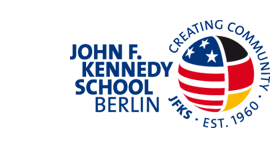 JOHN F.
KENNEDY
SCHOOL
BERLIN
CREATING COMMUNITY
JFKS · EST. 1960 ·